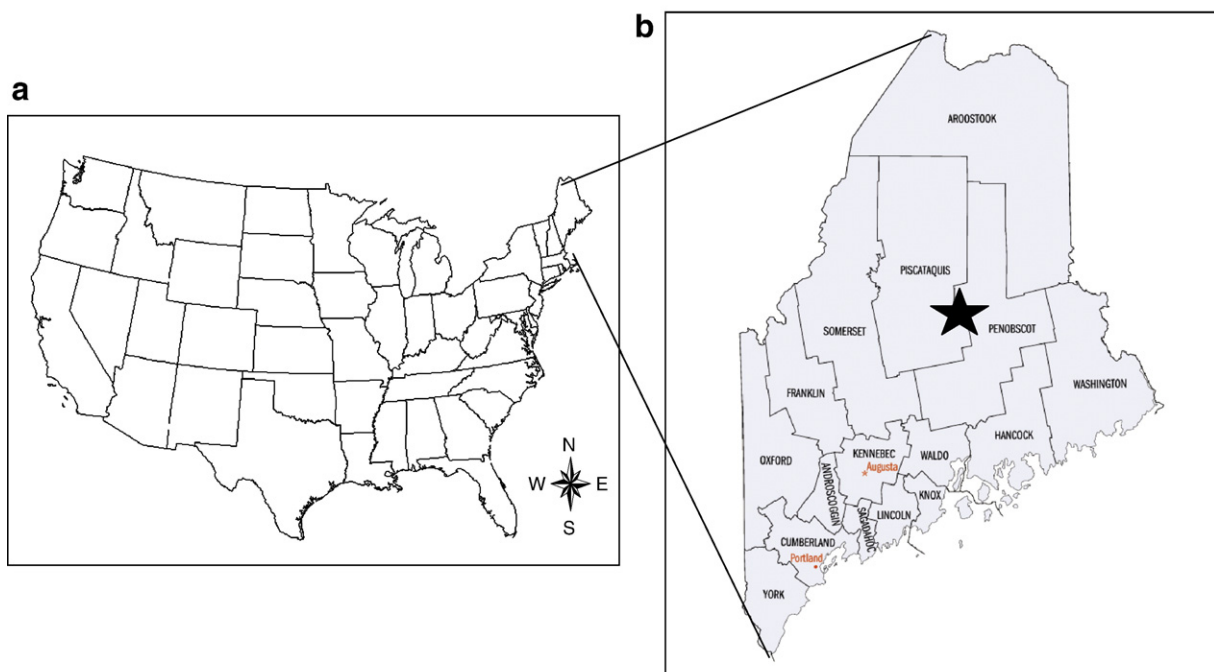 a
N
W
E
S
b
AROOSTOOK
PISCATAQUIS
SOMERSET
PENOBSCOT
FRANKLIN
WASHINGTON
OXFORD
ANDROSCOGGIN
KENNEBEC
Augusta
WALDO
HANCOCK
KNOX
LINCOLN
SAGADAHOC
CUMBERLAND
Portland
YORK